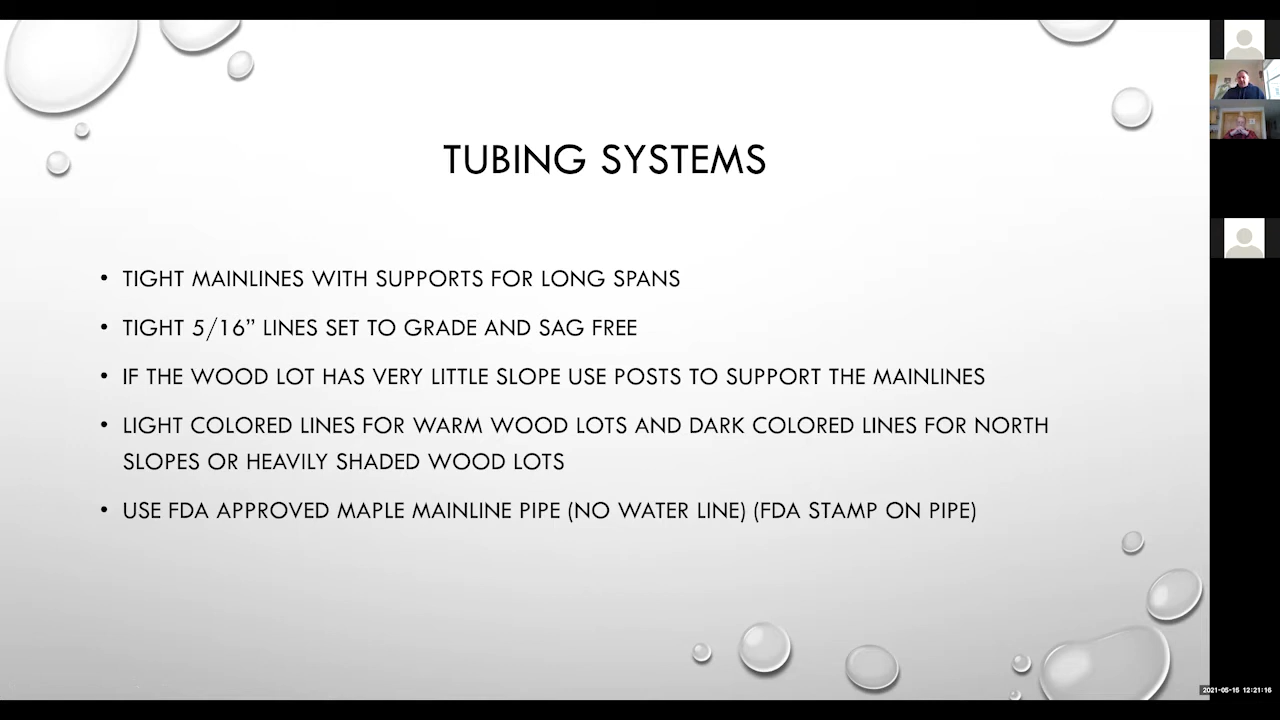 TUBING SYSTEMS
• TIGHT MAINLINES WITH SUPPORTS FOR LONG SPANS
• TIGHT 5/16” LINES SET TO GRADE AND SAG FREE
• IF THE WOOD LOT HAS VERY LITTLE SLOPE USE POSTS TO SUPPORT THE MAINLINES
• LIGHT COLORED LINES FOR WARM WOOD LOTS AND DARK COLORED LINES FOR NORTH
SLOPES OR HEAVILY SHADED WOOD LOTS
• USE FDA APPROVED MAPLE MAINLINE PIPE (NO WATER LINE) (FDA STAMP ON PIPE)
2021-05-15 12:21:16